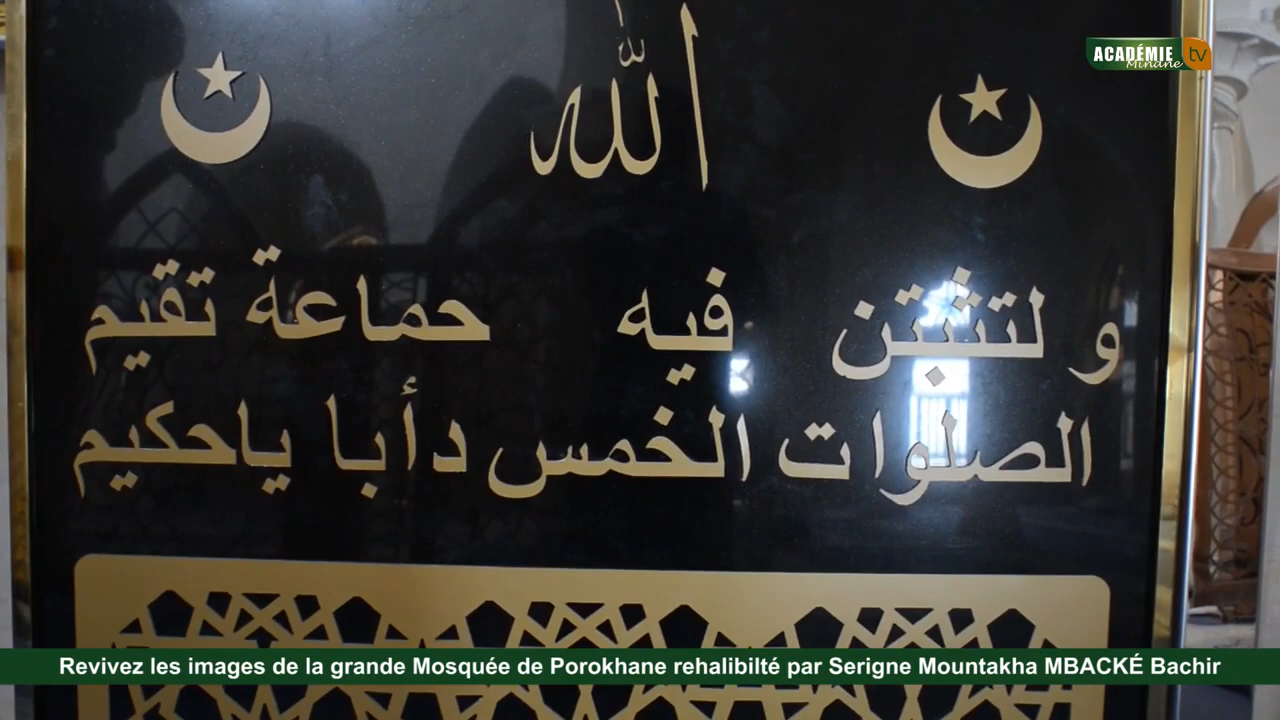 ACADÉMIE tv
Minane
الله
و لتثبتن فيه حماعة تقيم
الصلوات الخمس دأبا ياحكيم
Revivez les images de la grande Mosquée de Porokhane rehalibilté par Serigne Mountakha MBACKÉ Bachir